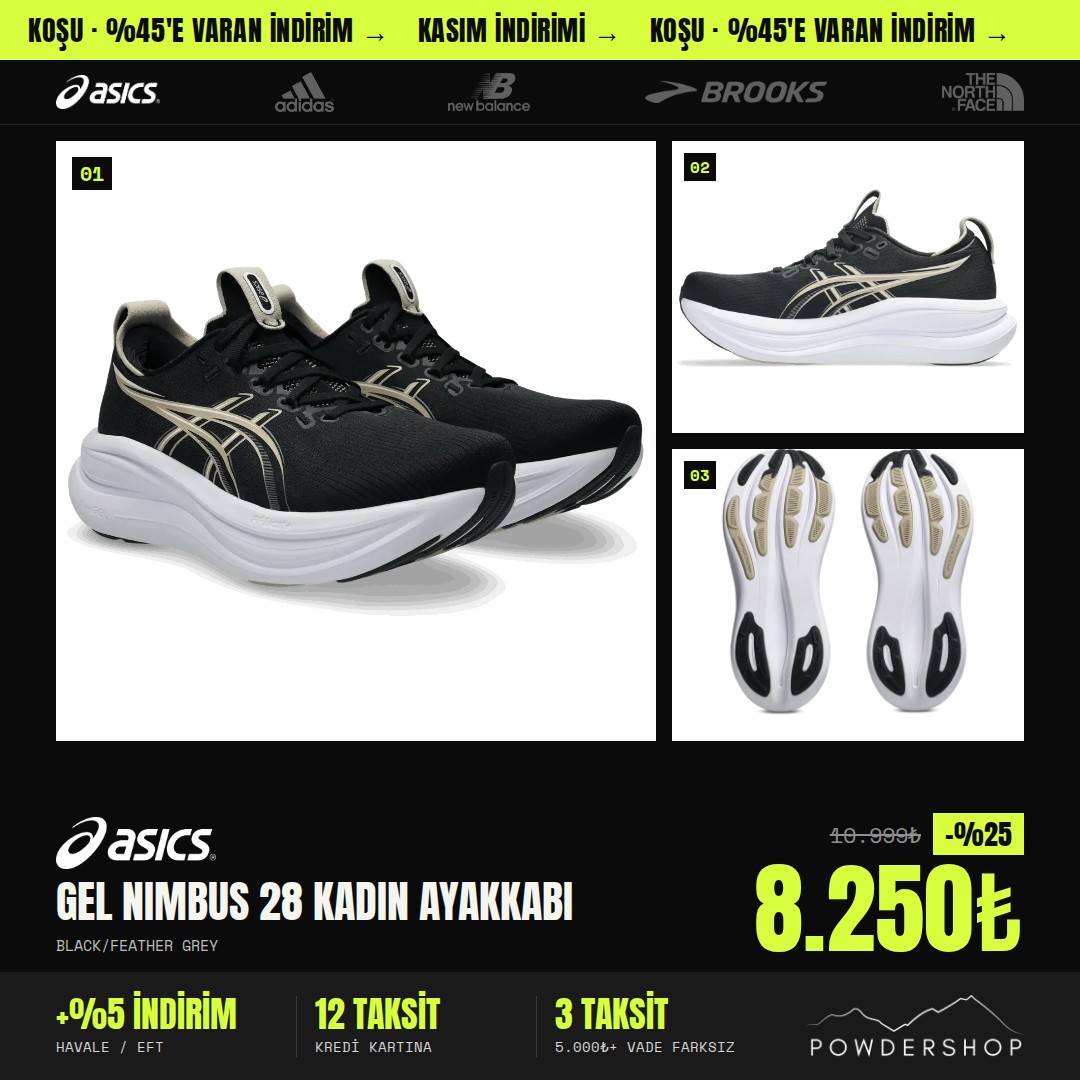 KOŞU · %45'E VARAN İNDİRİM → KASIM İNDİRİMİ → KOŞU · %45'E VARAN İNDİRİM →
asics® adidas new balance BROOKS THE NORTH FACE
01
02
03
asics®
10.999₺ -%25
GEL NIMBUS 28 KADIN AYAKKABI
8.250₺
BLACK/FEATHER GREY
+%5 İNDİRİM
HAVALE / EFT
12 TAKSİT
KREDİ KARTINA
3 TAKSİT
5.000₺+ VADE FARKSIZ
POWDERSHOP